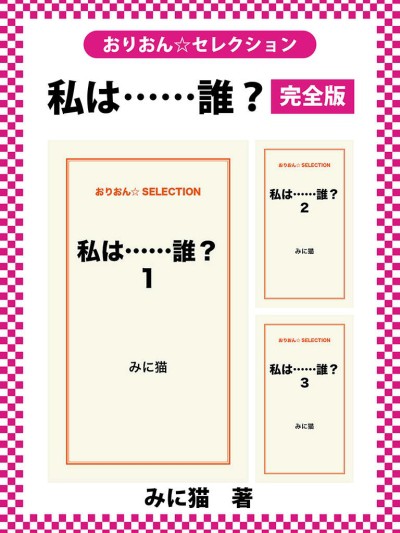 おりおん☆セレクション
私は……誰？ 完全版
おりおん☆ SELECTION
私は……誰？
1
みに猫
おりおん☆ SELECTION
私は……誰？
2
みに猫
おりおん☆ SELECTION
私は……誰？
3
みに猫
みに猫　著